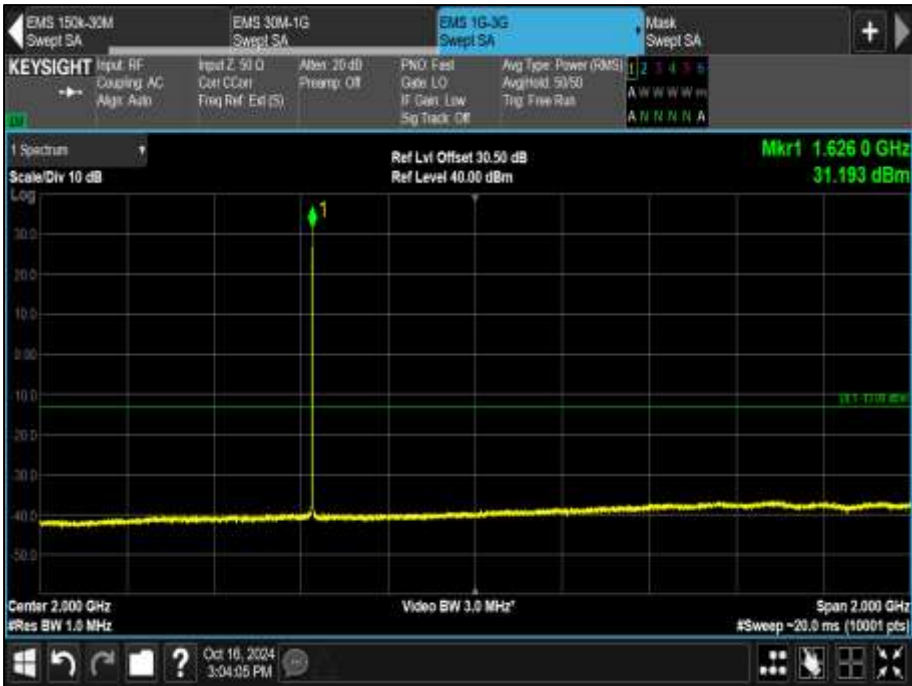 EMS 150k-30M
Swept SA
EMS 30M-1G
Swept SA
EMS 1G-3G
Swept SA
Mask
Swept SA
KEYSIGHT
Input: RF
Coupling: AC
Align: Auto
Input Z: 50 Ω
Corr CCorr
Freq Ref: Ext (S)
Atten: 20 dB
Preamp: Off
PNO: Fast
Gate: LO
IF Gain: Low
Sig Track: Off
Avg Type: Power (RMS)
Avg|Hold: 50/50
Trig: Free Run
1 2 3 4 5 6
A W W W W
A N N N N A
1 Spectrum
Scale/Div 10 dB
Log
Ref Lvl Offset 30.50 dB
Ref Level 40.00 dBm
Mkr1 1.626 0 GHz
31.193 dBm
1
30.0
20.0
10.0
0.00
10.0
20.0
30.0
40.0
50.0
Center 2.000 GHz
#Res BW 1.0 MHz
Video BW 3.0 MHz*
Span 2.000 GHz
#Sweep ~20.0 ms (10001 pts)
?
Oct 16, 2024
3:04:05 PM